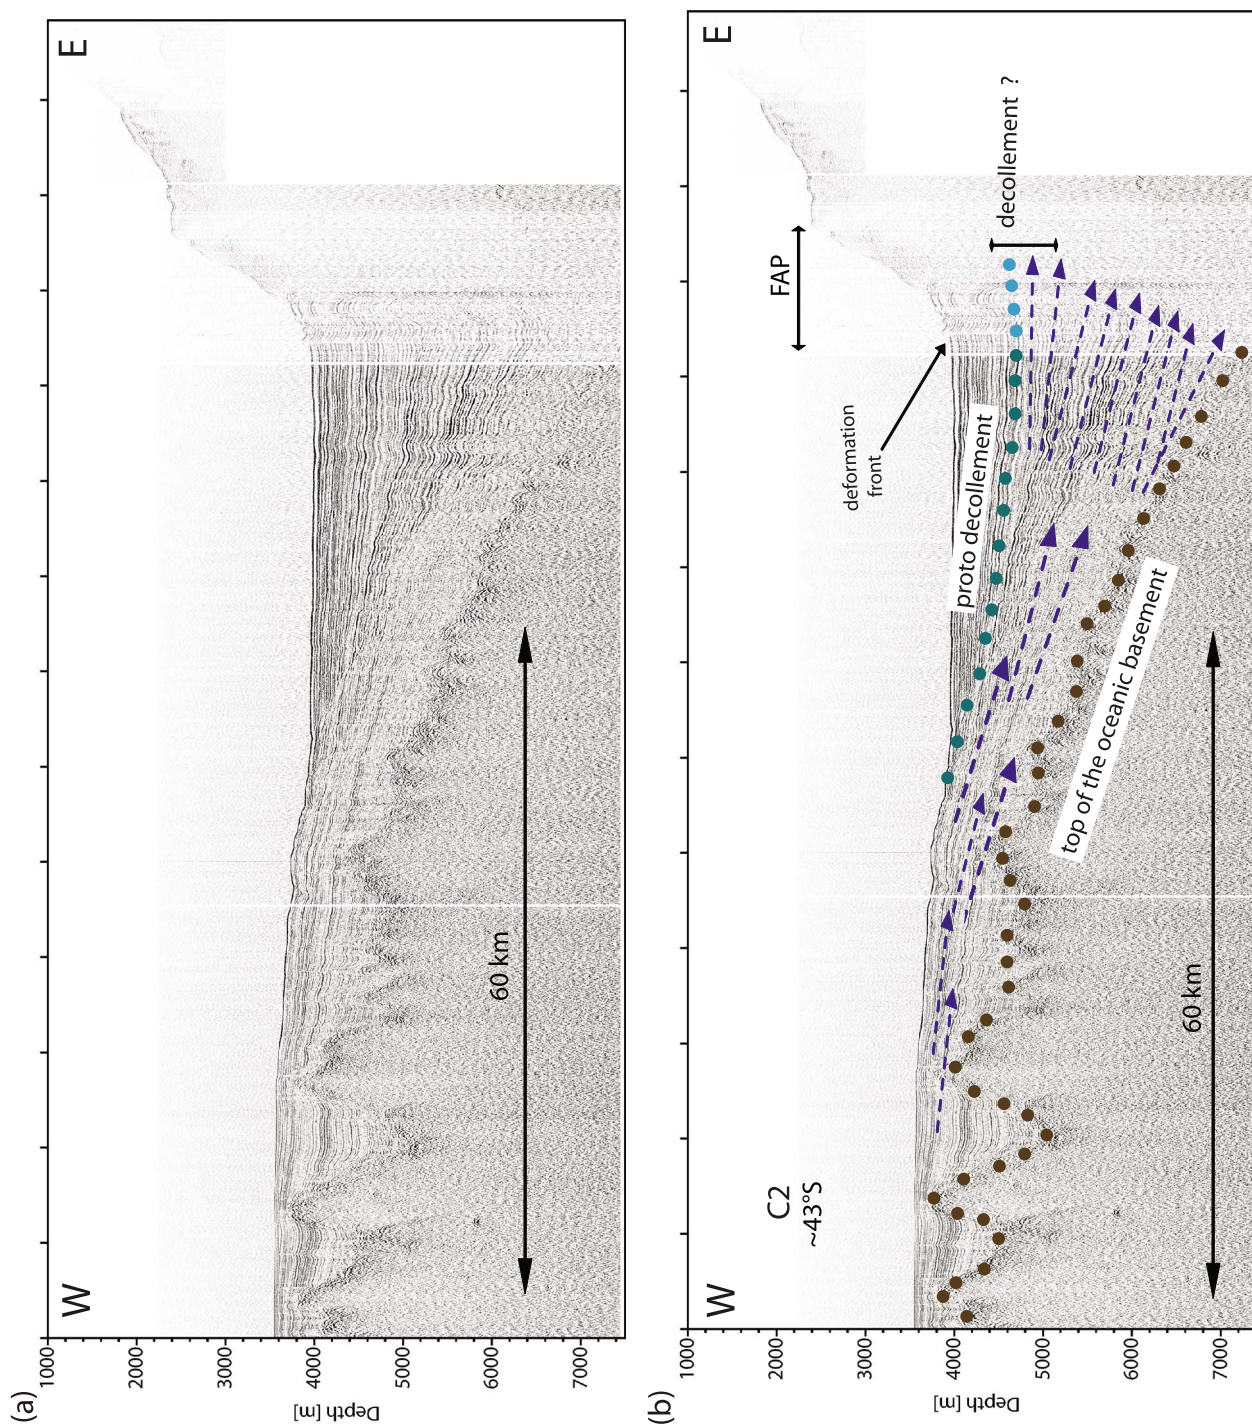 (a)
W
E
1000
2000
3000
4000
5000
6000
7000
Depth [m]
60 km
(b)
W
E
1000
2000
3000
4000
5000
6000
7000
Depth [m]
C2
~43°S
FAP
decollement ?
deformation
front
proto decollement
top of the oceanic basement
60 km